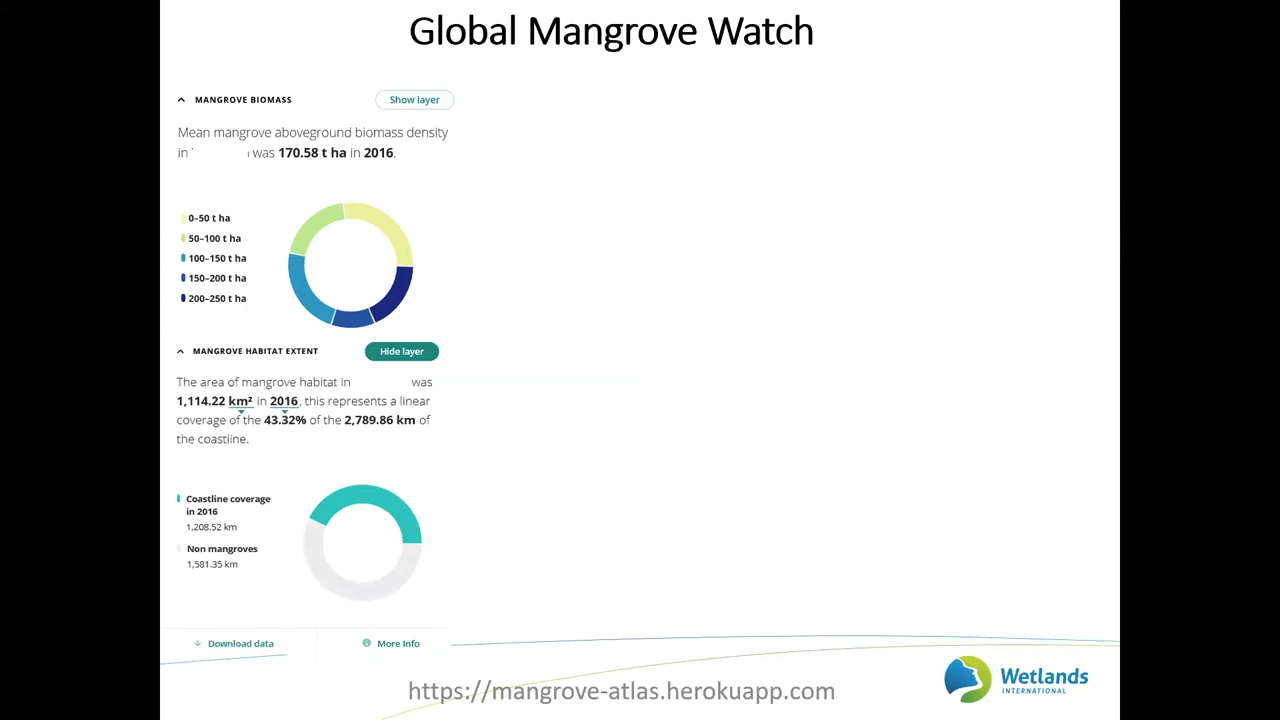 Global Mangrove Watch
MANGROVE BIOMASS
Show layer
Mean mangrove aboveground biomass density
in was 170.58 t ha in 2016.
0–50 t ha
50–100 t ha
100–150 t ha
150–200 t ha
200–250 t ha
MANGROVE HABITAT EXTENT
Hide layer
The area of mangrove habitat in was
1,114.22 km² in 2016, this represents a linear
coverage of the 43.32% of the 2,789.86 km of
the coastline.
Coastline coverage
in 2016
1,208.52 km
Non mangroves
1,581.35 km
Download data
More Info
https://mangrove-atlas.herokuapp.com
Wetlands
INTERNATIONAL